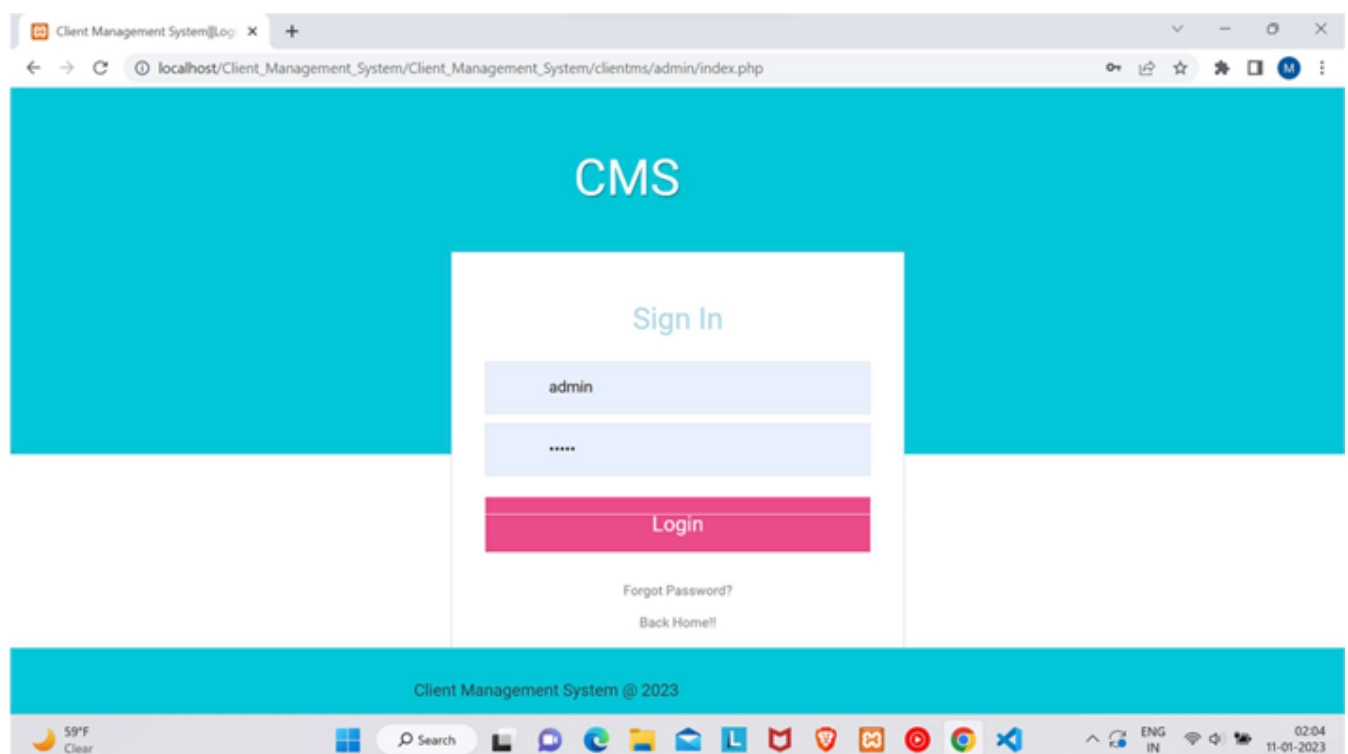 Client Management System||Log
localhost/Client_Management_System/Client_Management_System/clientms/admin/index.php
M
CMS
Sign In
admin
•••••
Login
Forgot Password?
Back Home!!
Client Management System @ 2023
59°F
Clear
Search
L
ENG
IN
02:04
11-01-2023